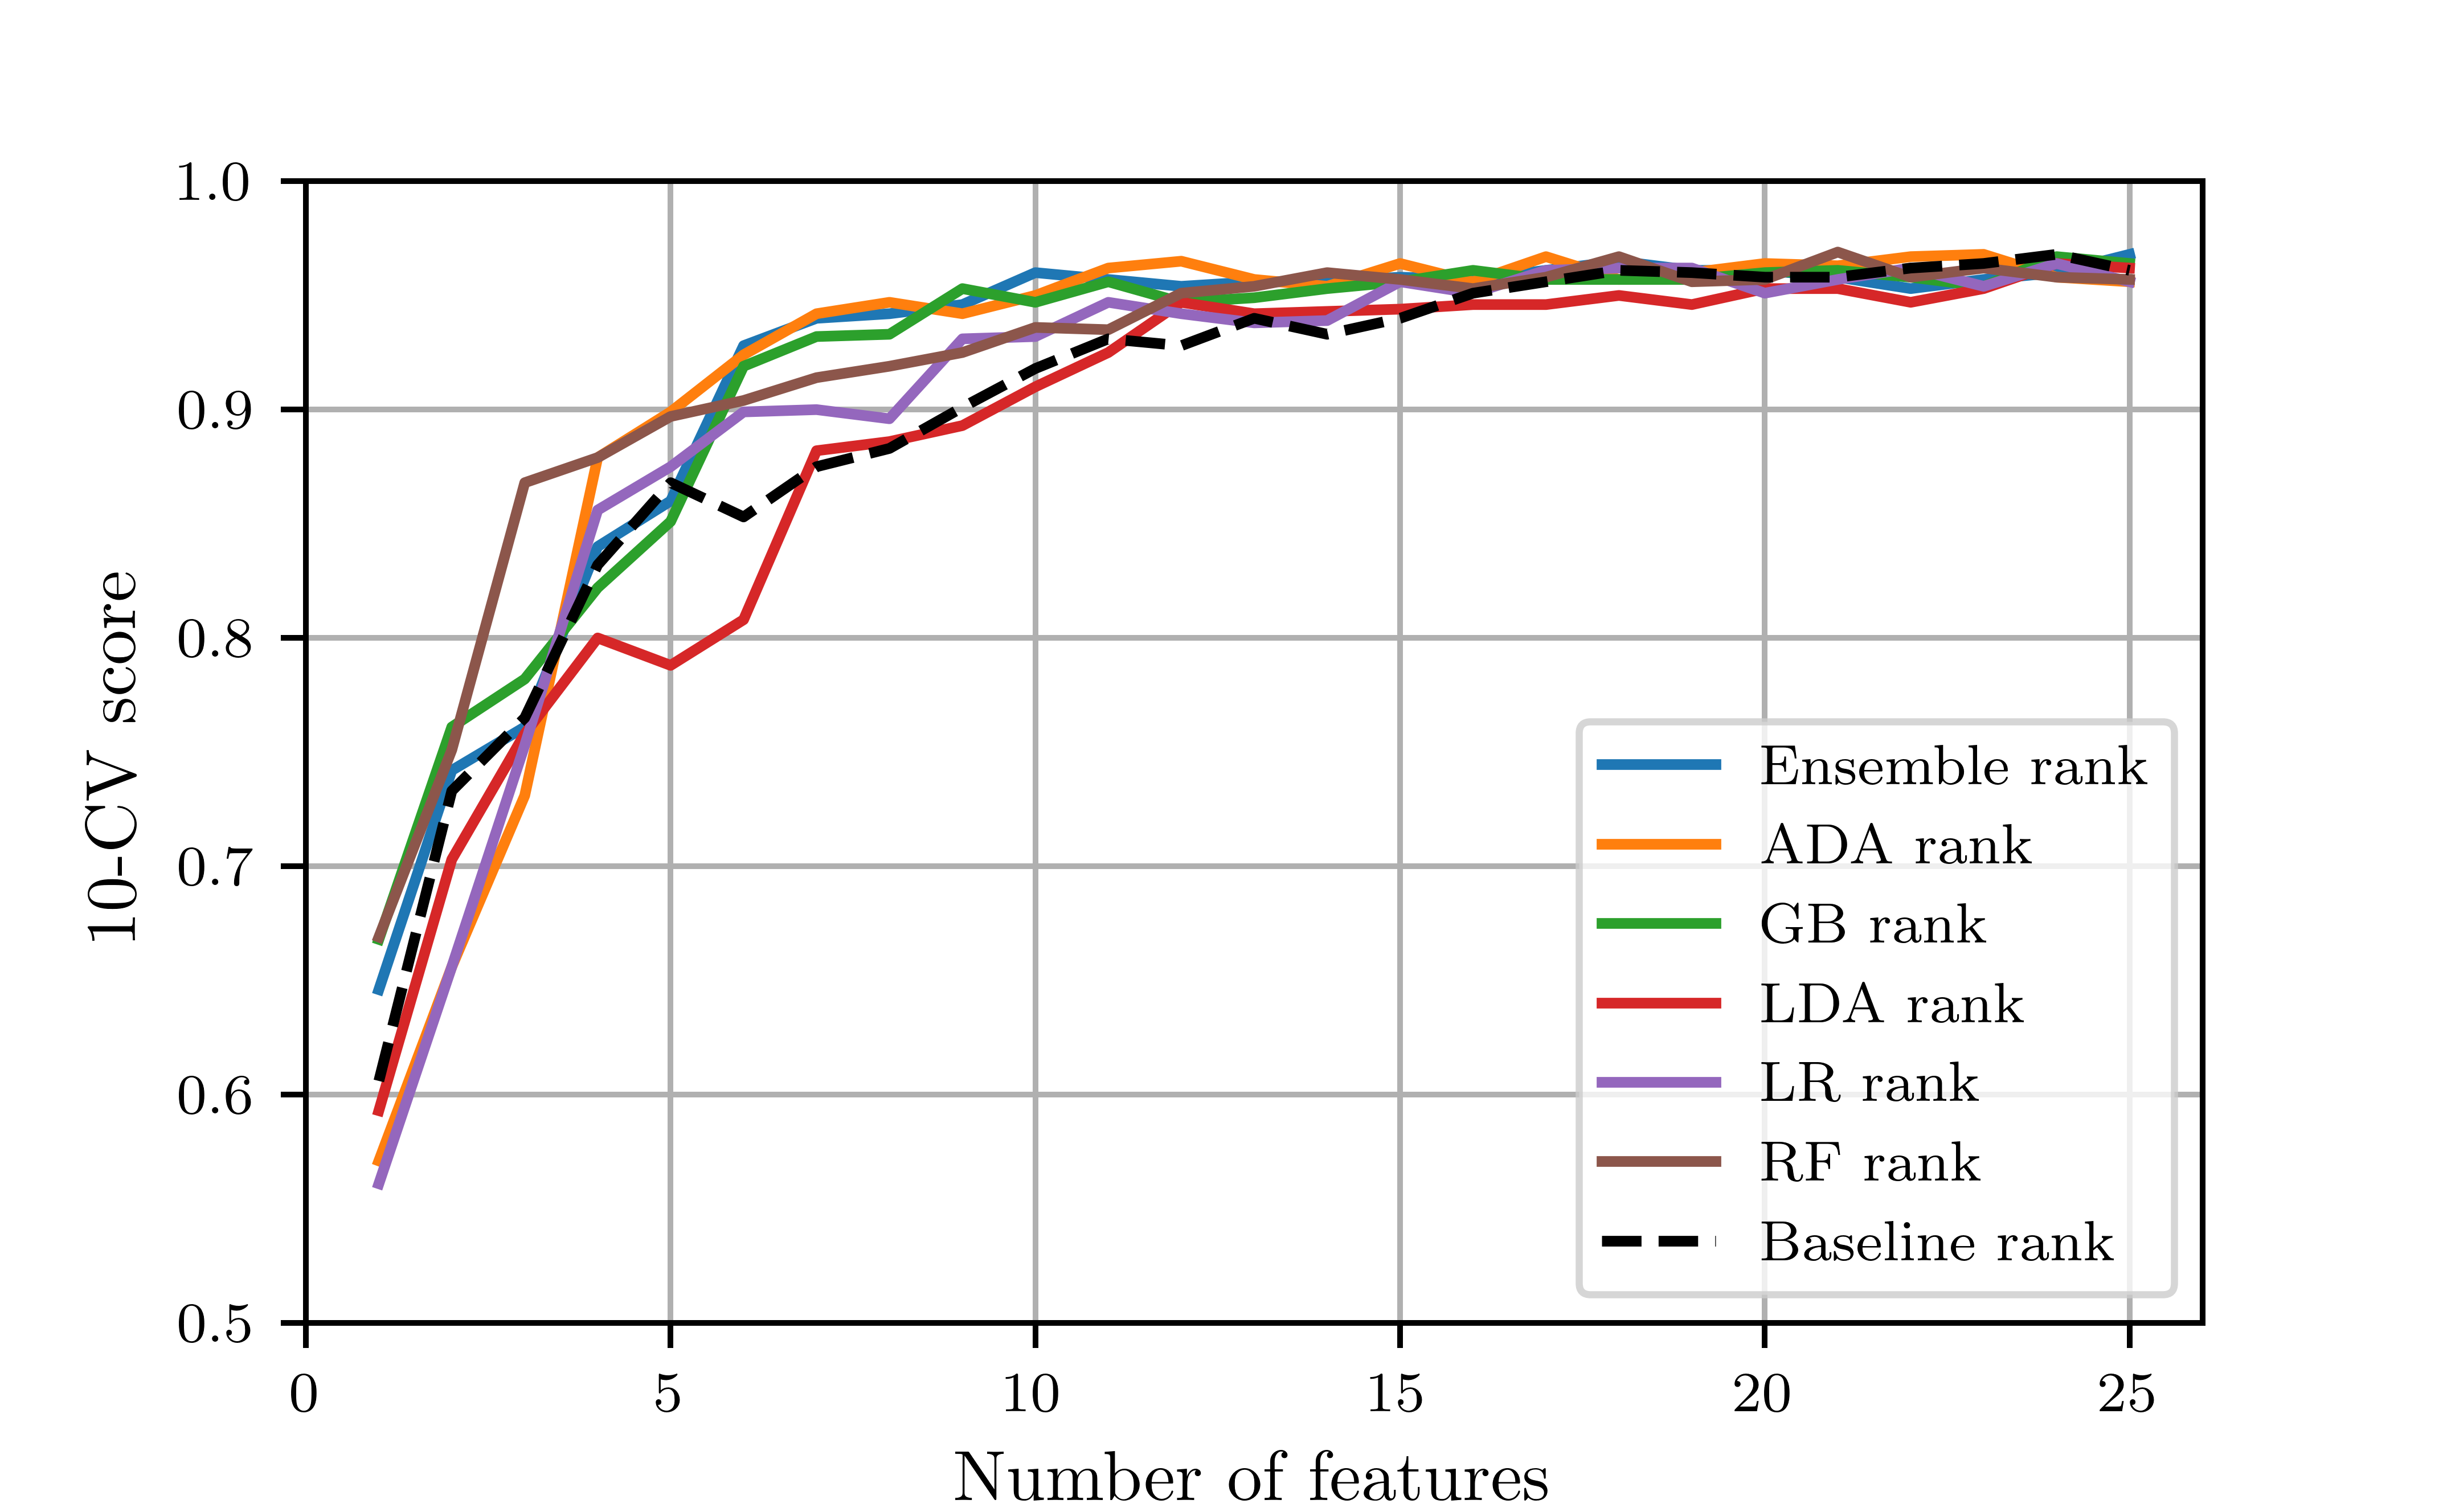 1.0
0.9
0.8
0.7
0.6
0.5
10-CV score
0 5 10 15 20 25
Number of features
Ensemble rank
ADA rank
GB rank
LDA rank
LR rank
RF rank
Baseline rank